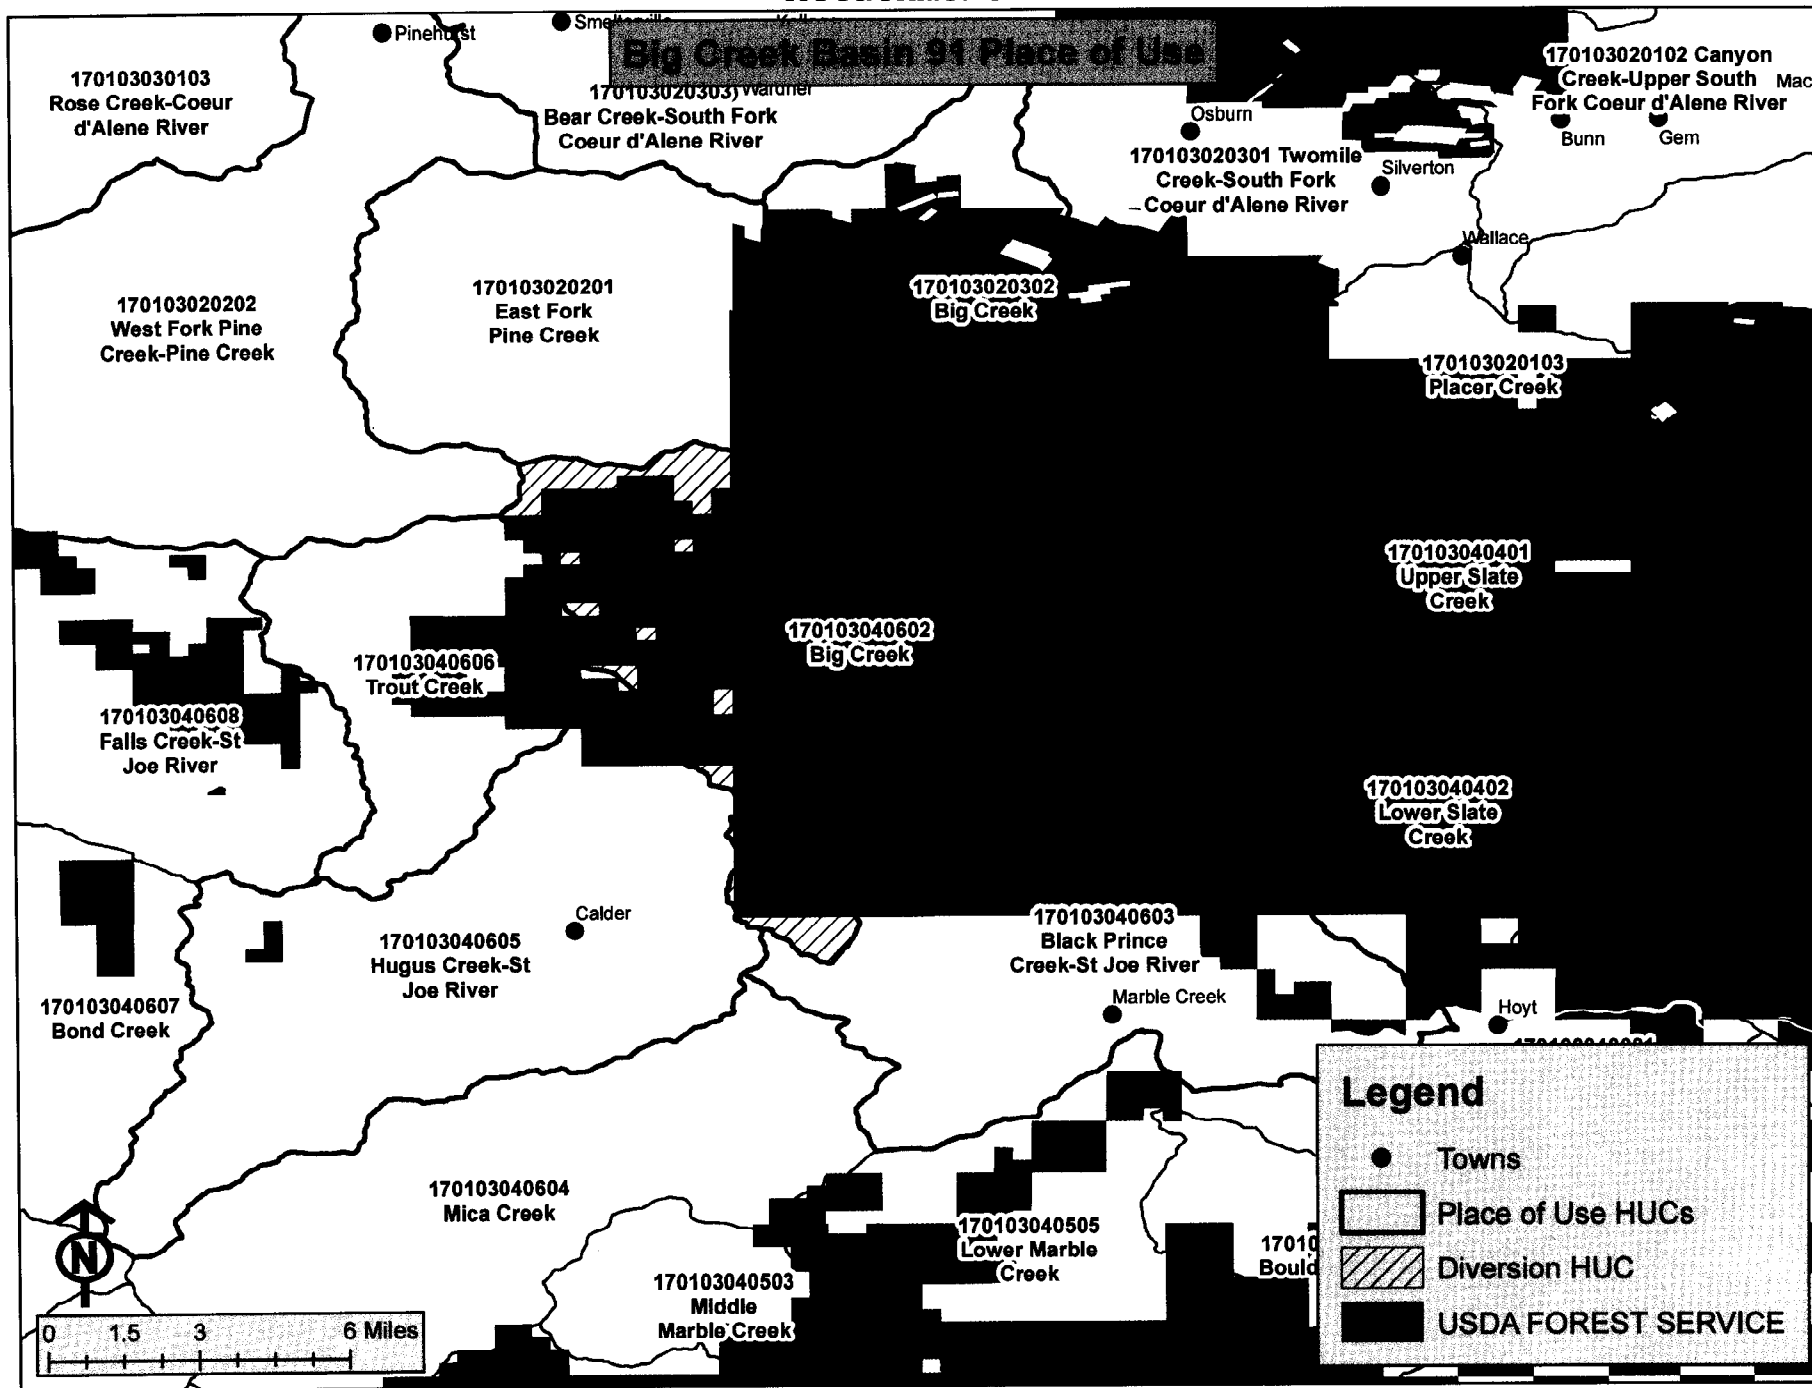 Big Creek Basin 91 Place of Use
Pinehurst
170103030103
Rose Creek-Coeur
d'Alene River
170103020303
Wardner
Bear Creek-South Fork
Coeur d'Alene River
Osburn
170103020301 Twomile
Creek-South Fork
Coeur d'Alene River
Silverton
170103020102 Canyon
Creek-Upper South
Fork Coeur d'Alene River
Mac
Bunn
Gem
Wallace
170103020202
West Fork Pine
Creek-Pine Creek
170103020201
East Fork
Pine Creek
170103020302
Big Creek
170103020103
Placer Creek
170103040401
Upper Slate
Creek
170103040602
Big Creek
170103040606
Trout Creek
170103040608
Falls Creek-St
Joe River
170103040402
Lower Slate
Creek
Calder
170103040605
Hugus Creek-St
Joe River
170103040603
Black Prince
Creek-St Joe River
Marble Creek
Hoyt
170103040607
Bond Creek
170103040604
Mica Creek
170103040505
Lower Marble
Creek
17010
Bould
170103040503
Middle
Marble Creek
N
0 1.5 3 6 Miles
Legend
Towns
Place of Use HUCs
Diversion HUC
USDA FOREST SERVICE